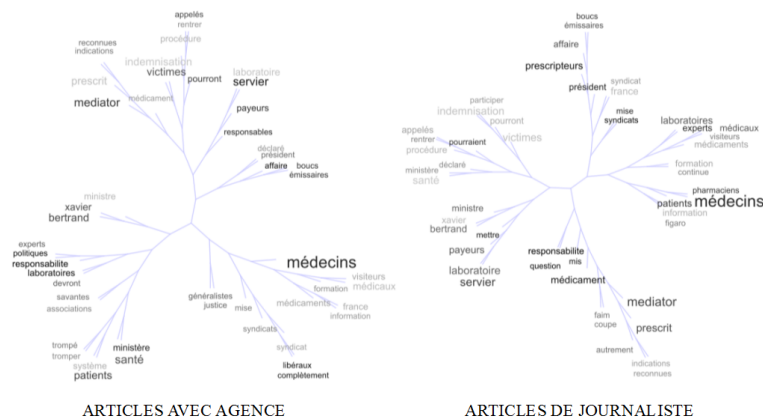 appelés
rentrer
procédure
reconnues
indications
indemnisation
victimes
pourront
laboratoire
servier
prescrit
médicament
mediator
payeurs
responsables
déclaré
président
affaire
boucs
émissaires
ministre
xavier
bertrand
experts
politiques
responsabilite
laboratoires
devront
savantes
associations
trompé
tromper
système
patients
ministère
santé
généralistes
justice
mise
syndicats
syndicat
libéraux
complètement
médecins
visiteurs
médicaux
formation
médicaments
france
information
ARTICLES AVEC AGENCE
boucs
émissaires
affaire
prescripteurs
président
syndicat
france
mise
syndicats
participer
indemnisation
pourront
victimes
appelés
rentrer
procédure
pourraient
déclaré
ministère
santé
laboratoires
experts
médicaux
visiteurs
médicaments
formation
continue
pharmaciens
patients
médecins
information
figaro
ministre
xavier
bertrand
mettre
payeurs
laboratoire
servier
responsabilite
question
mis
médicament
mediator
faim
coupe
prescrit
autrement
indications
reconnues
ARTICLES DE JOURNALISTE